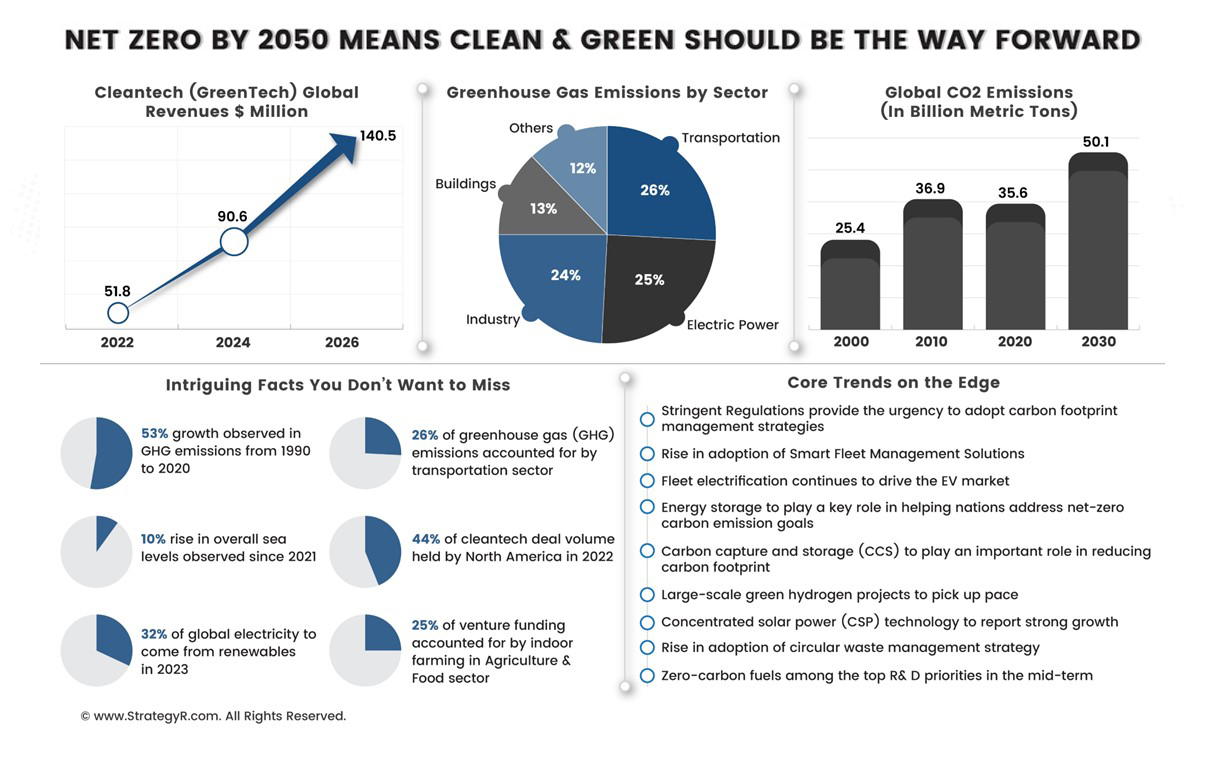 NET ZERO BY 2050 MEANS CLEAN & GREEN SHOULD BE THE WAY FORWARD
Cleantech (GreenTech) Global
Revenues $ Million
140.5
90.6
51.8
2022 2024 2026
Greenhouse Gas Emissions by Sector
Others
Transportation
Buildings
12%
26%
13%
24%
25%
Industry
Electric Power
Global CO2 Emissions
(In Billion Metric Tons)
50.1
36.9
35.6
25.4
2000 2010 2020 2030
Intriguing Facts You Don't Want to Miss
53% growth observed in
GHG emissions from 1990
to 2020
26% of greenhouse gas (GHG)
emissions accounted for by
transportation sector
10% rise in overall sea
levels observed since 2021
44% of cleantech deal volume
held by North America in 2022
32% of global electricity to
come from renewables
in 2023
25% of venture funding
accounted for by indoor
farming in Agriculture &
Food sector
Core Trends on the Edge
Stringent Regulations provide the urgency to adopt carbon footprint
management strategies
Rise in adoption of Smart Fleet Management Solutions
Fleet electrification continues to drive the EV market
Energy storage to play a key role in helping nations address net-zero
carbon emission goals
Carbon capture and storage (CCS) to play an important role in reducing
carbon footprint
Large-scale green hydrogen projects to pick up pace
Concentrated solar power (CSP) technology to report strong growth
Rise in adoption of circular waste management strategy
Zero-carbon fuels among the top R& D priorities in the mid-term
© www.StrategyR.com. All Rights Reserved.